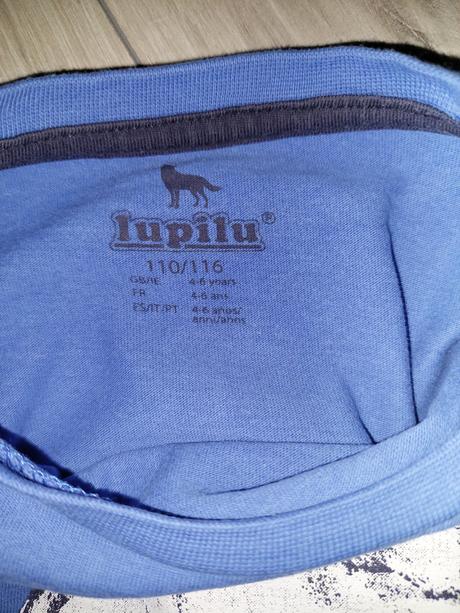 lupilu®
110/116
GB/IE 4-6 years
FR 4-6 ans
ES/IT/PT 4-6 años/
anni/anos